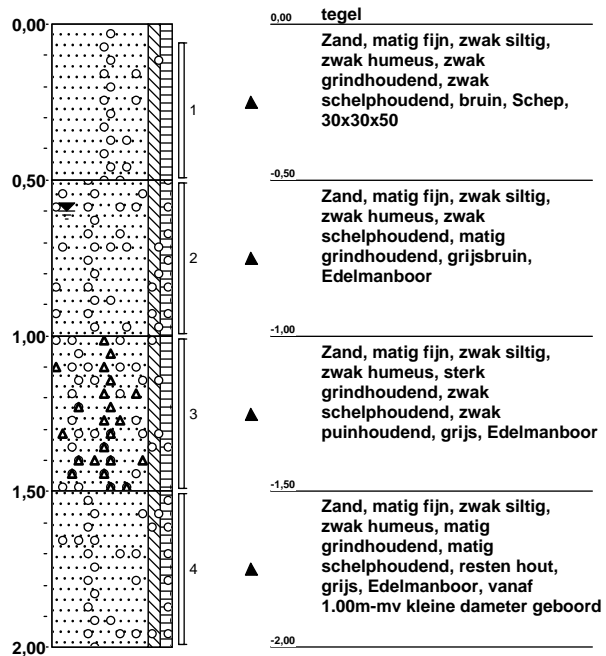 tegel
0,00
0,00
Zand, matig fijn, zwak siltig,
zwak humeus, zwak
grindhoudend, zwak
schelphoudend, bruin, Schep,
30x30x50
1
0,50
-0,50
Zand, matig fijn, zwak siltig,
zwak humeus, zwak
schelphoudend, matig
grindhoudend, grijsbruin,
Edelmanboor
2
1,00
-1,00
Zand, matig fijn, zwak siltig,
zwak humeus, sterk
grindhoudend, zwak
schelphoudend, zwak
puinhoudend, grijs, Edelmanboor
3
1,50
-1,50
Zand, matig fijn, zwak siltig,
zwak humeus, matig
grindhoudend, matig
schelphoudend, resten hout,
grijs, Edelmanboor, vanaf
1.00m-mv kleine dameter geboord
4
2,00
-2,00